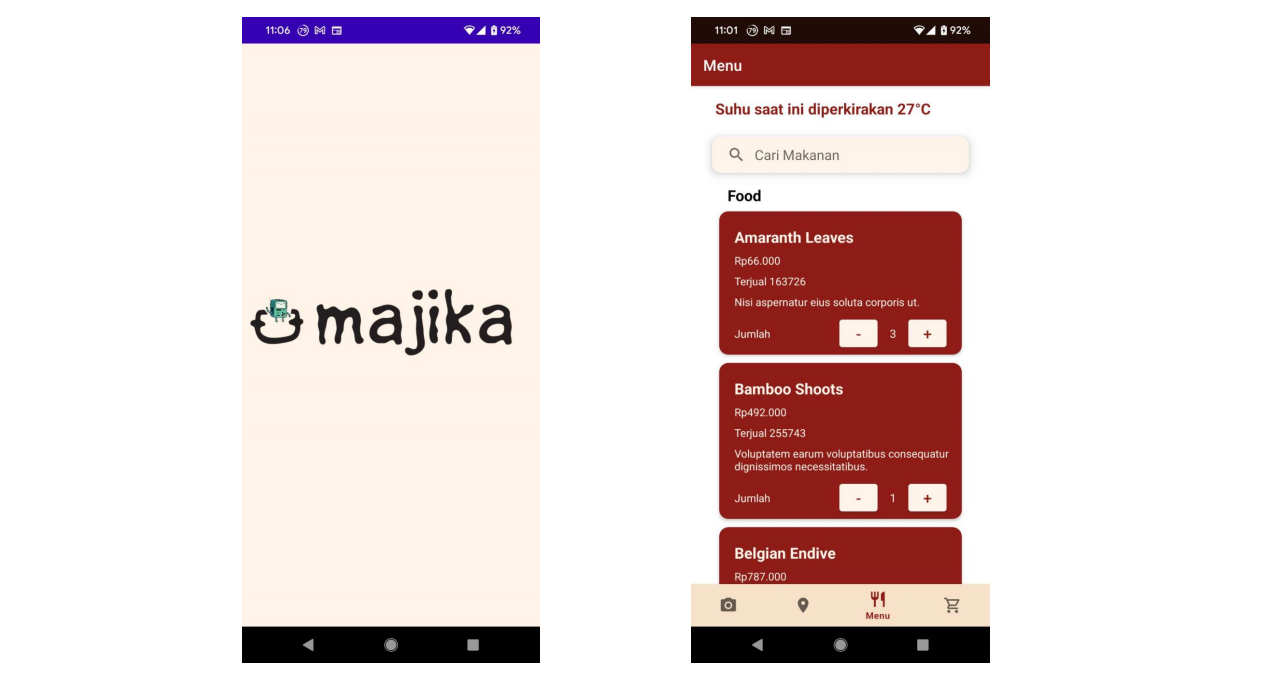 11:06
79
92%
majika
11:01
79
92%
Menu
Suhu saat ini diperkirakan 27°C
Cari Makanan
Food
Amaranth Leaves
Rp66.000
Terjual 163726
Nisi aspernatur eius soluta corporis ut.
Jumlah - 3 +
Bamboo Shoots
Rp492.000
Terjual 255743
Voluptatem earum voluptatibus consequatur
dignissimos necessitatibus.
Jumlah - 1 +
Belgian Endive
Rp787.000
Menu